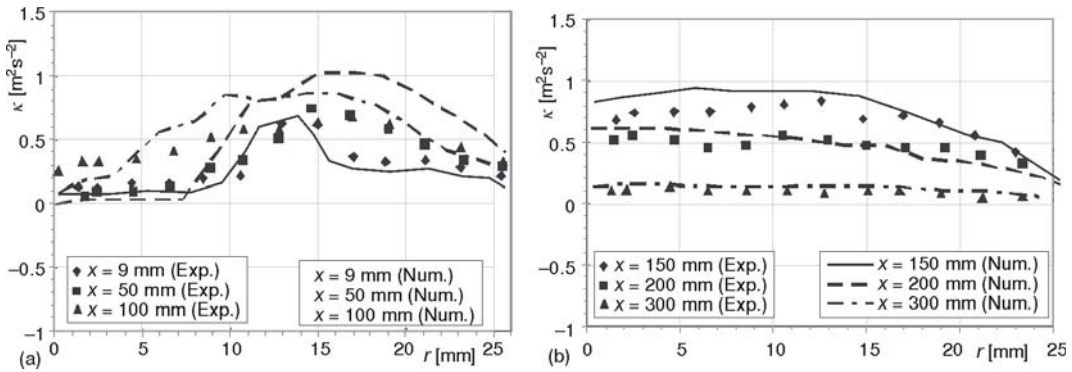 1.5
1
0.5
0
−0.5
−1
κ [m²s⁻²]
0
5
10
15
20
25
r [mm]
(a)
x = 9 mm (Exp.)
x = 50 mm (Exp.)
x = 100 mm (Exp.)
x = 9 mm (Num.)
x = 50 mm (Num.)
x = 100 mm (Num.)
1.5
1
0.5
0
−0.5
−1
κ [m²s⁻²]
0
5
10
15
20
25
r [mm]
(b)
x = 150 mm (Exp.)
x = 200 mm (Exp.)
x = 300 mm (Exp.)
x = 150 mm (Num.)
x = 200 mm (Num.)
x = 300 mm (Num.)